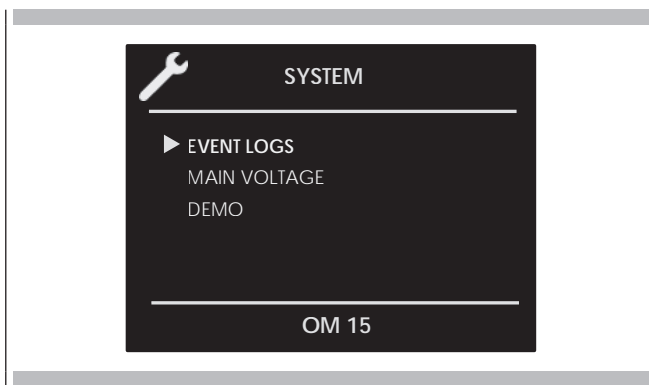 SYSTEM
EVENT LOGS
MAIN VOLTAGE
DEMO
OM 15